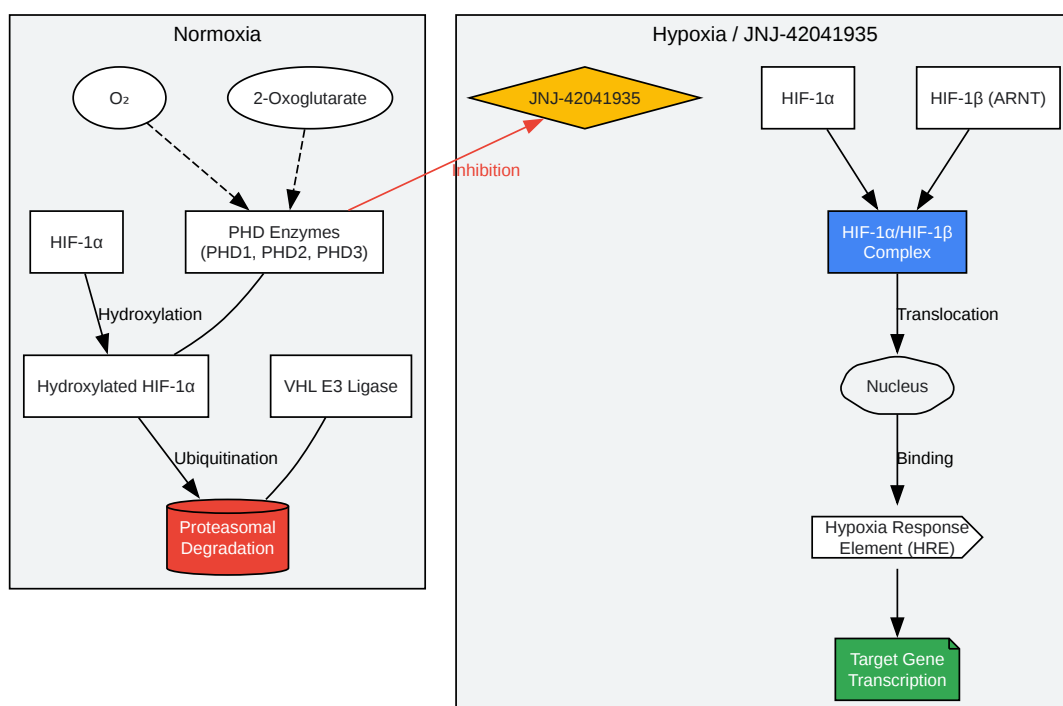 Normoxia
O₂
2-Oxoglutarate
HIF-1α
PHD Enzymes
(PHD1, PHD2, PHD3)
Hydroxylation
Hydroxylated HIF-1α
VHL E3 Ligase
Ubiquitination
Proteasomal
Degradation
Inhibition
Hypoxia / JNJ-42041935
JNJ-42041935
HIF-1α
HIF-1β (ARNT)
HIF-1α/HIF-1β
Complex
Translocation
Nucleus
Binding
Hypoxia Response
Element (HRE)
Target Gene
Transcription